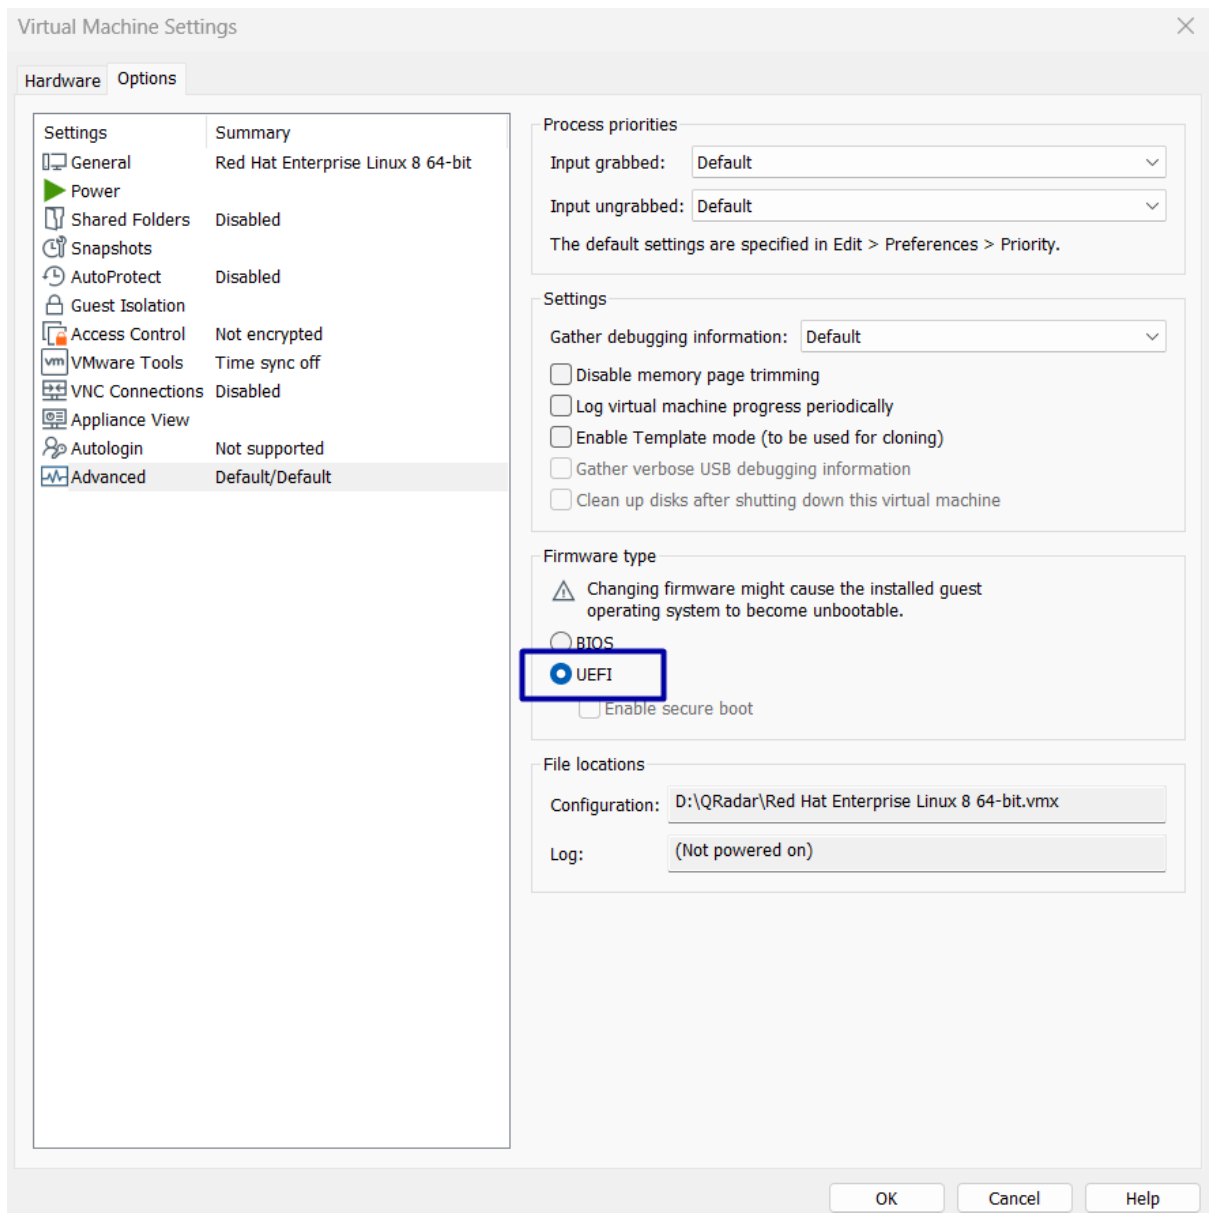 Virtual Machine Settings
Hardware Options
Settings Summary
General Red Hat Enterprise Linux 8 64-bit
Power
Shared Folders Disabled
Snapshots
AutoProtect Disabled
Guest Isolation
Access Control Not encrypted
vm VMware Tools Time sync off
VNC Connections Disabled
Appliance View
Autologin Not supported
Advanced Default/Default
Process priorities
Input grabbed: Default
Input ungrabbed: Default
The default settings are specified in Edit > Preferences > Priority.
Settings
Gather debugging information: Default
Disable memory page trimming
Log virtual machine progress periodically
Enable Template mode (to be used for cloning)
Gather verbose USB debugging information
Clean up disks after shutting down this virtual machine
Firmware type
Changing firmware might cause the installed guest
operating system to become unbootable.
BIOS
UEFI
Enable secure boot
File locations
Configuration: D:\QRadar\Red Hat Enterprise Linux 8 64-bit.vmx
Log: (Not powered on)
OK Cancel Help